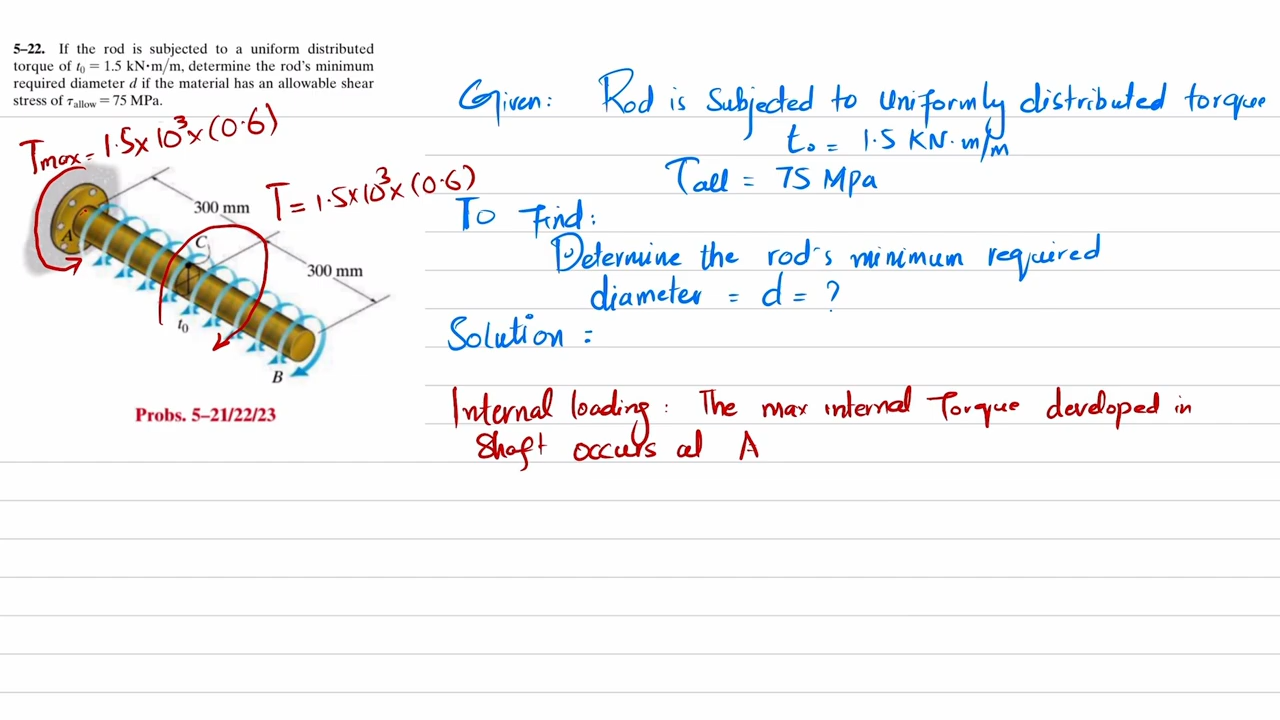 5–22. If the rod is subjected to a uniform distributed
torque of t0 = 1.5 kN·m/m, determine the rod's minimum
required diameter d if the material has an allowable shear
stress of τallow = 75 MPa.
Tmax = 1.5x10³x(0.6)
T = 1.5x10³x(0.6)
300 mm
A
C
300 mm
t0
B
Probs. 5–21/22/23
Given: Rod is Subjected to Uniformly distributed torque
to = 1.5 KN.m/m
Tall = 75 MPa
To Find:
Determine the rod's minimum required
diameter = d = ?
Solution =
Internal loading: The max internal Torque developed in
Shaft occurs at A